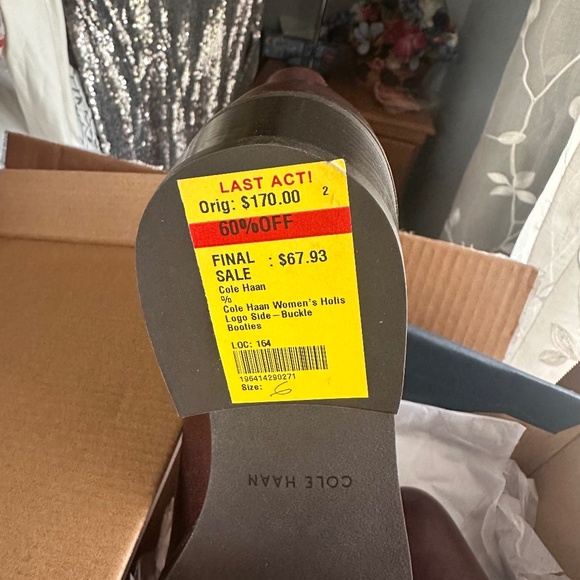 LAST ACT!
Orig: $170.00 2
60%OFF
FINAL SALE : $67.93
Cole Haan
%
Cole Haan Women's Holis
Logo Side-Buckle
Booties
LOC: 164
196414290271
Size: 6
COLE HAAN